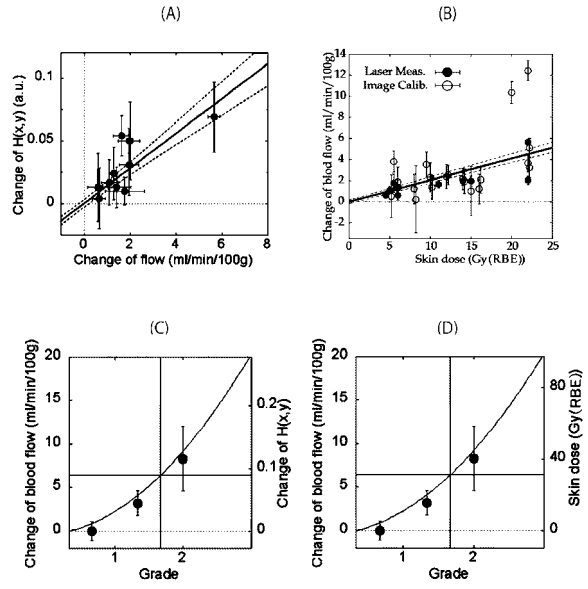 (A)
Change of H(x,y) (a.u.)
0.1
0.05
0
0 2 4 6 8
Change of flow (ml/min/100g)
(B)
Change of blod flow (ml/ min/100g)
14
12
10
8
6
4
2
0
-2
Laser Meas.
Image Calib.
0 5 10 15 20 25
Skin dose (Gy(RBE))
(C)
Change of blood flow (ml/min/100g)
20
15
10
5
0
0.2
0.1
0
Change of H(x,y)
1 2
Grade
(D)
Change of blood flow (ml/min/100g)
20
15
10
5
0
80
40
0
Skin dose (Gy(RBE))
1 2
Grade